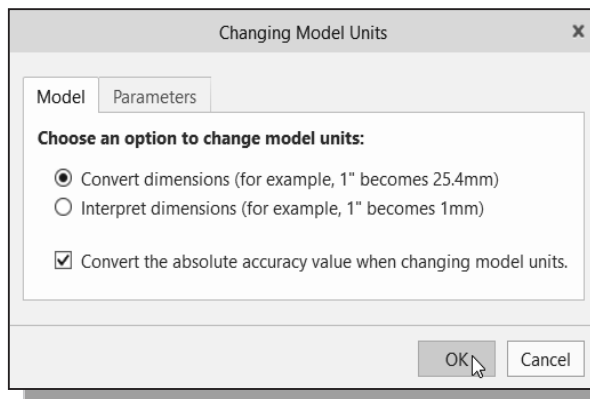 Changing Model Units
Model Parameters
Choose an option to change model units:
Convert dimensions (for example, 1" becomes 25.4mm)
Interpret dimensions (for example, 1" becomes 1mm)
Convert the absolute accuracy value when changing model units.
OK Cancel